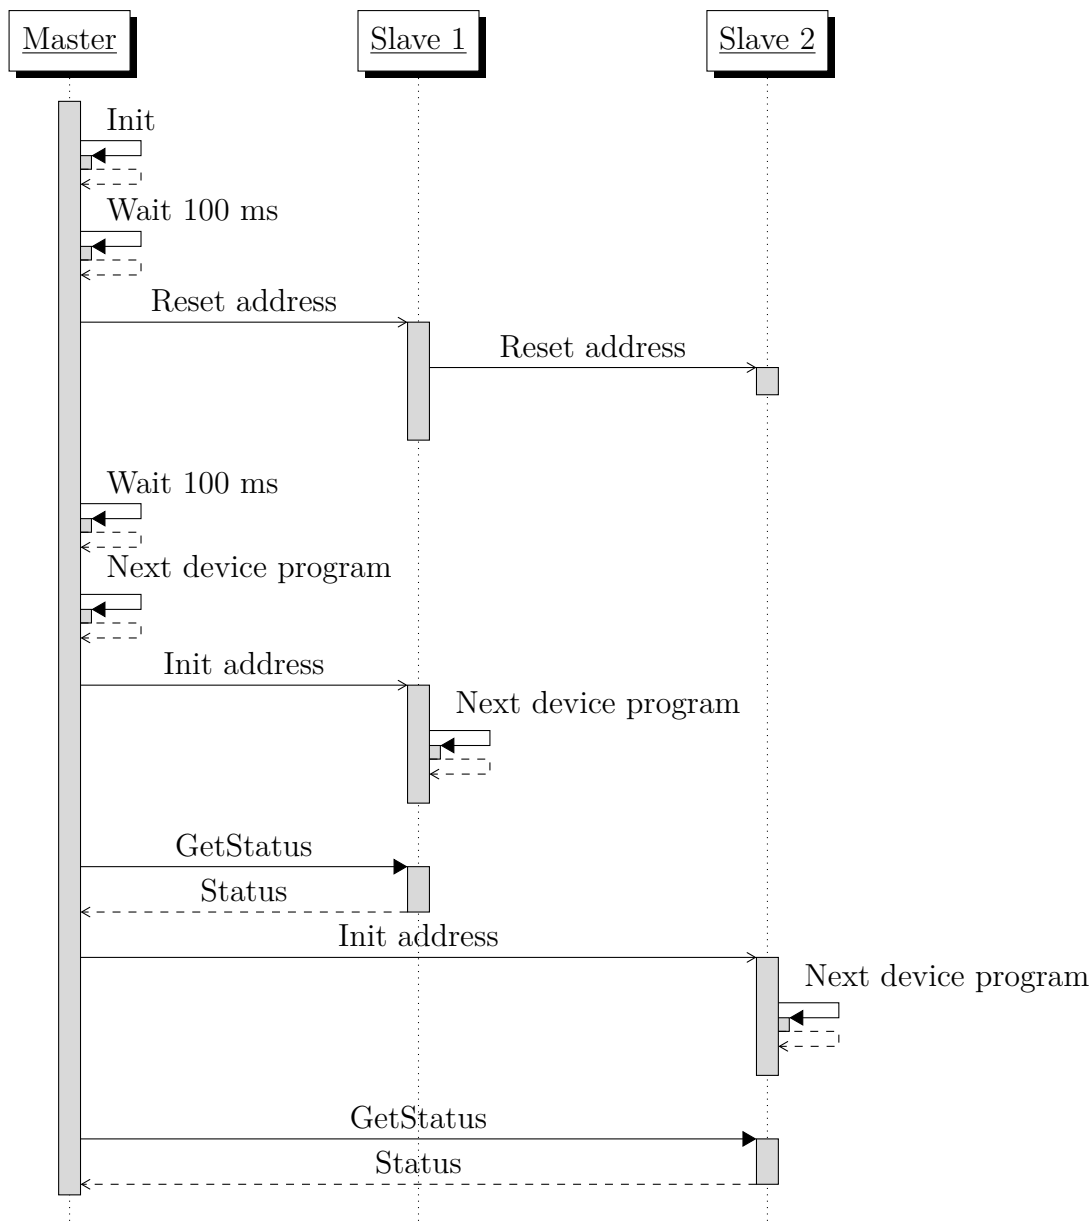 Master
Slave 1
Slave 2
Init
Wait 100 ms
Reset address
Reset address
Wait 100 ms
Next device program
Init address
Next device program
GetStatus
Status
Init address
Next device program
GetStatus
Status